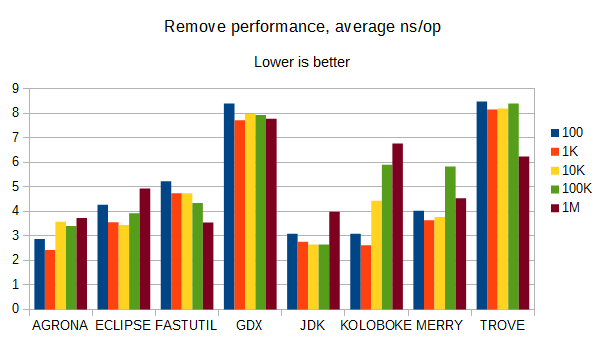 Remove performance, average ns/op
Lower is better
9
8
7
6
5
4
3
2
1
0
AGRONA ECLIPSE FASTUTIL GDX JDK KOLOBOKE MERRY TROVE
100
1K
10K
100K
1M